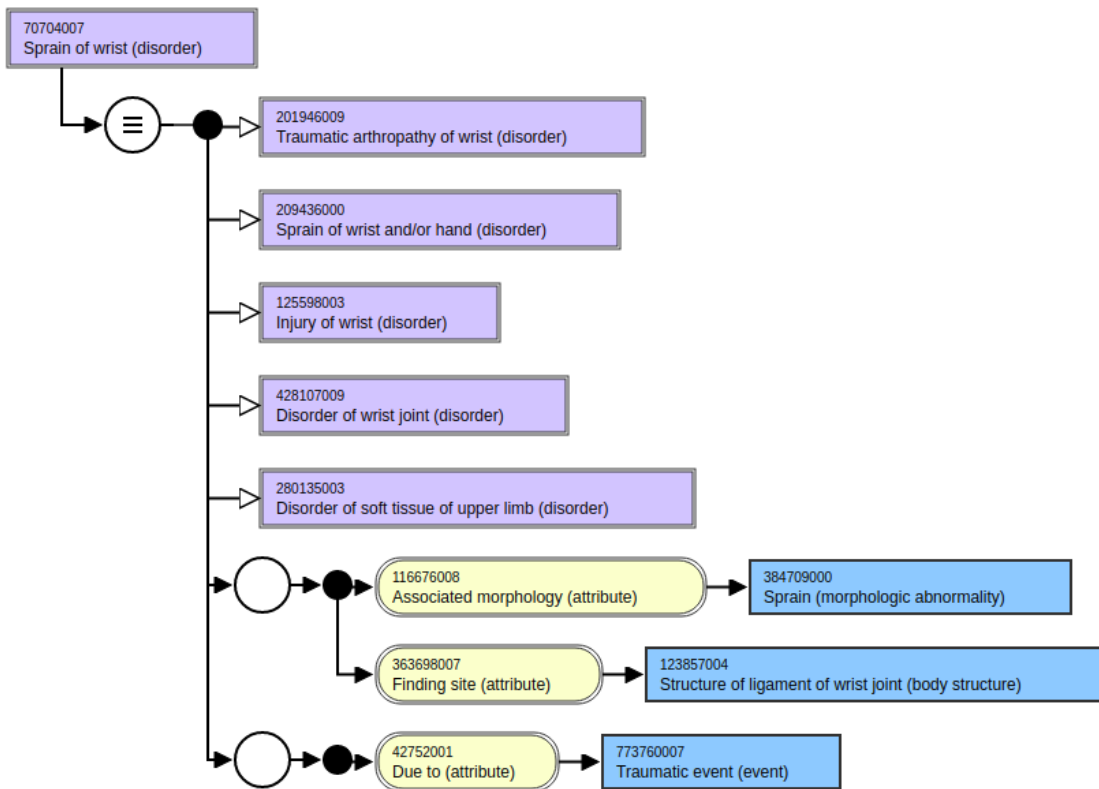 70704007
Sprain of wrist (disorder)
201946009
Traumatic arthropathy of wrist (disorder)
209436000
Sprain of wrist and/or hand (disorder)
125598003
Injury of wrist (disorder)
428107009
Disorder of wrist joint (disorder)
280135003
Disorder of soft tissue of upper limb (disorder)
116676008
Associated morphology (attribute)
384709000
Sprain (morphologic abnormality)
363698007
Finding site (attribute)
123857004
Structure of ligament of wrist joint (body structure)
42752001
Due to (attribute)
773760007
Traumatic event (event)